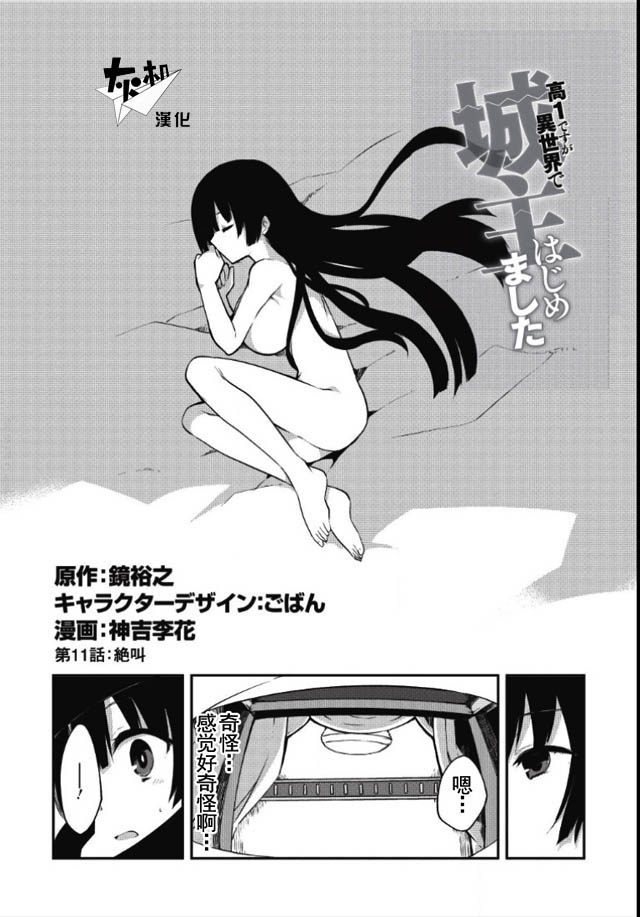 灰机
漢化
高1ですが
異世界で
城主
はじめ
ました
原作:鏡裕之
キャラクターデザイン:ごばん
漫画:神吉李花
第11話:絶叫
嗯…
奇怪…
感觉好奇怪啊…
──!